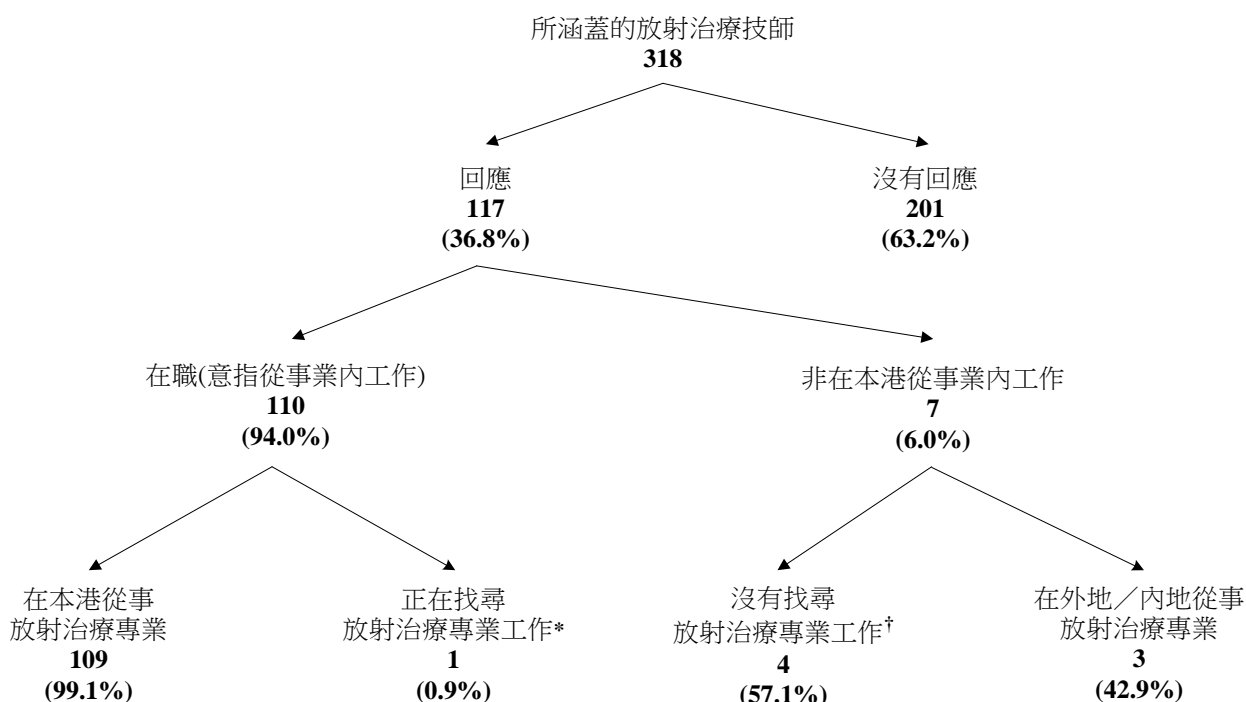 所涵蓋的放射治療技師
318
回應
117
(36.8%)
沒有回應
201
(63.2%)
在職(意指從事業內工作)
110
(94.0%)
非在本港從事業內工作
7
(6.0%)
在本港從事
放射治療專業
109
(99.1%)
正在找尋
放射治療專業工作*
1
(0.9%)
沒有找尋
放射治療專業工作†
4
(57.1%)
在外地／內地從事
放射治療專業
3
(42.9%)